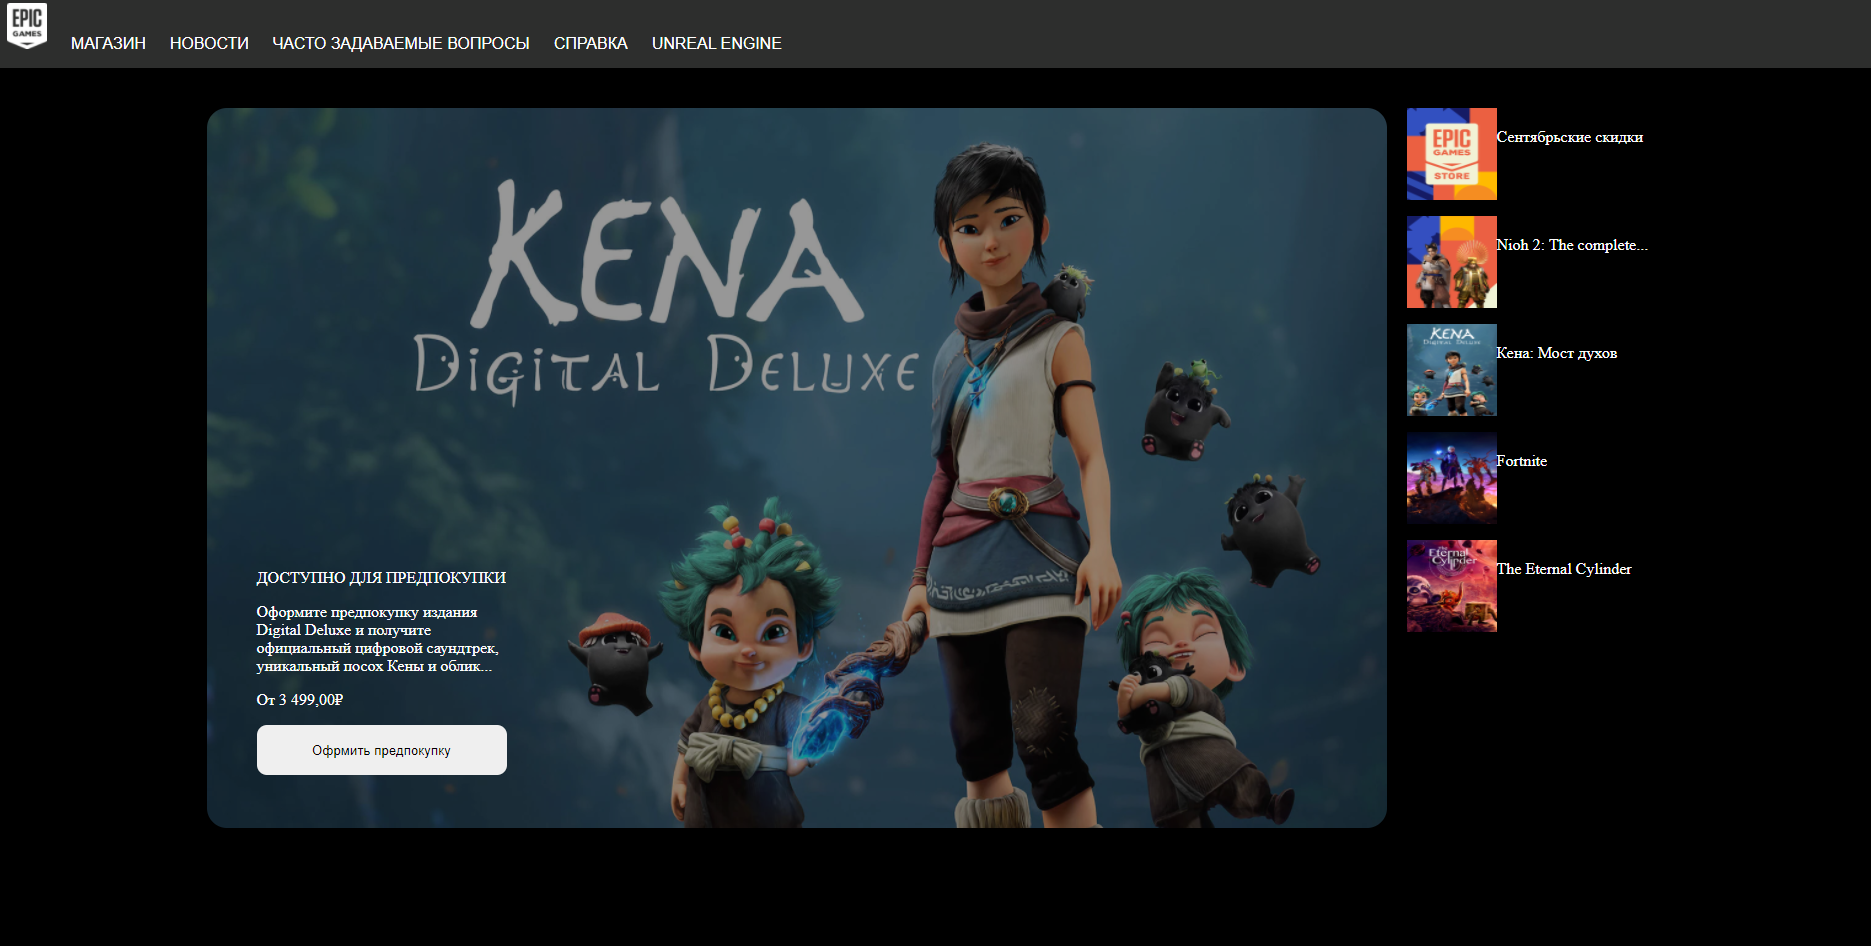 EPIC
GAMES
МАГАЗИН НОВОСТИ ЧАСТО ЗАДАВАЕМЫЕ ВОПРОСЫ СПРАВКА UNREAL ENGINE
KENA
DIGITAL DELUXE
ДОСТУПНО ДЛЯ ПРЕДПОКУПКИ
Оформите предпокупку издания
Digital Deluxe и получите
официальный цифровой саундтрек,
уникальный посох Кены и облик...
От 3 499,00₽
Офрмить предпокупку
EPIC
GAMES
STORE
Сентябрьские скидки
Nioh 2: The complete...
KENA
DIGITAL DELUXE
Кена: Мост духов
Fortnite
The Eternal Cylinder
The Eternal Cylinder